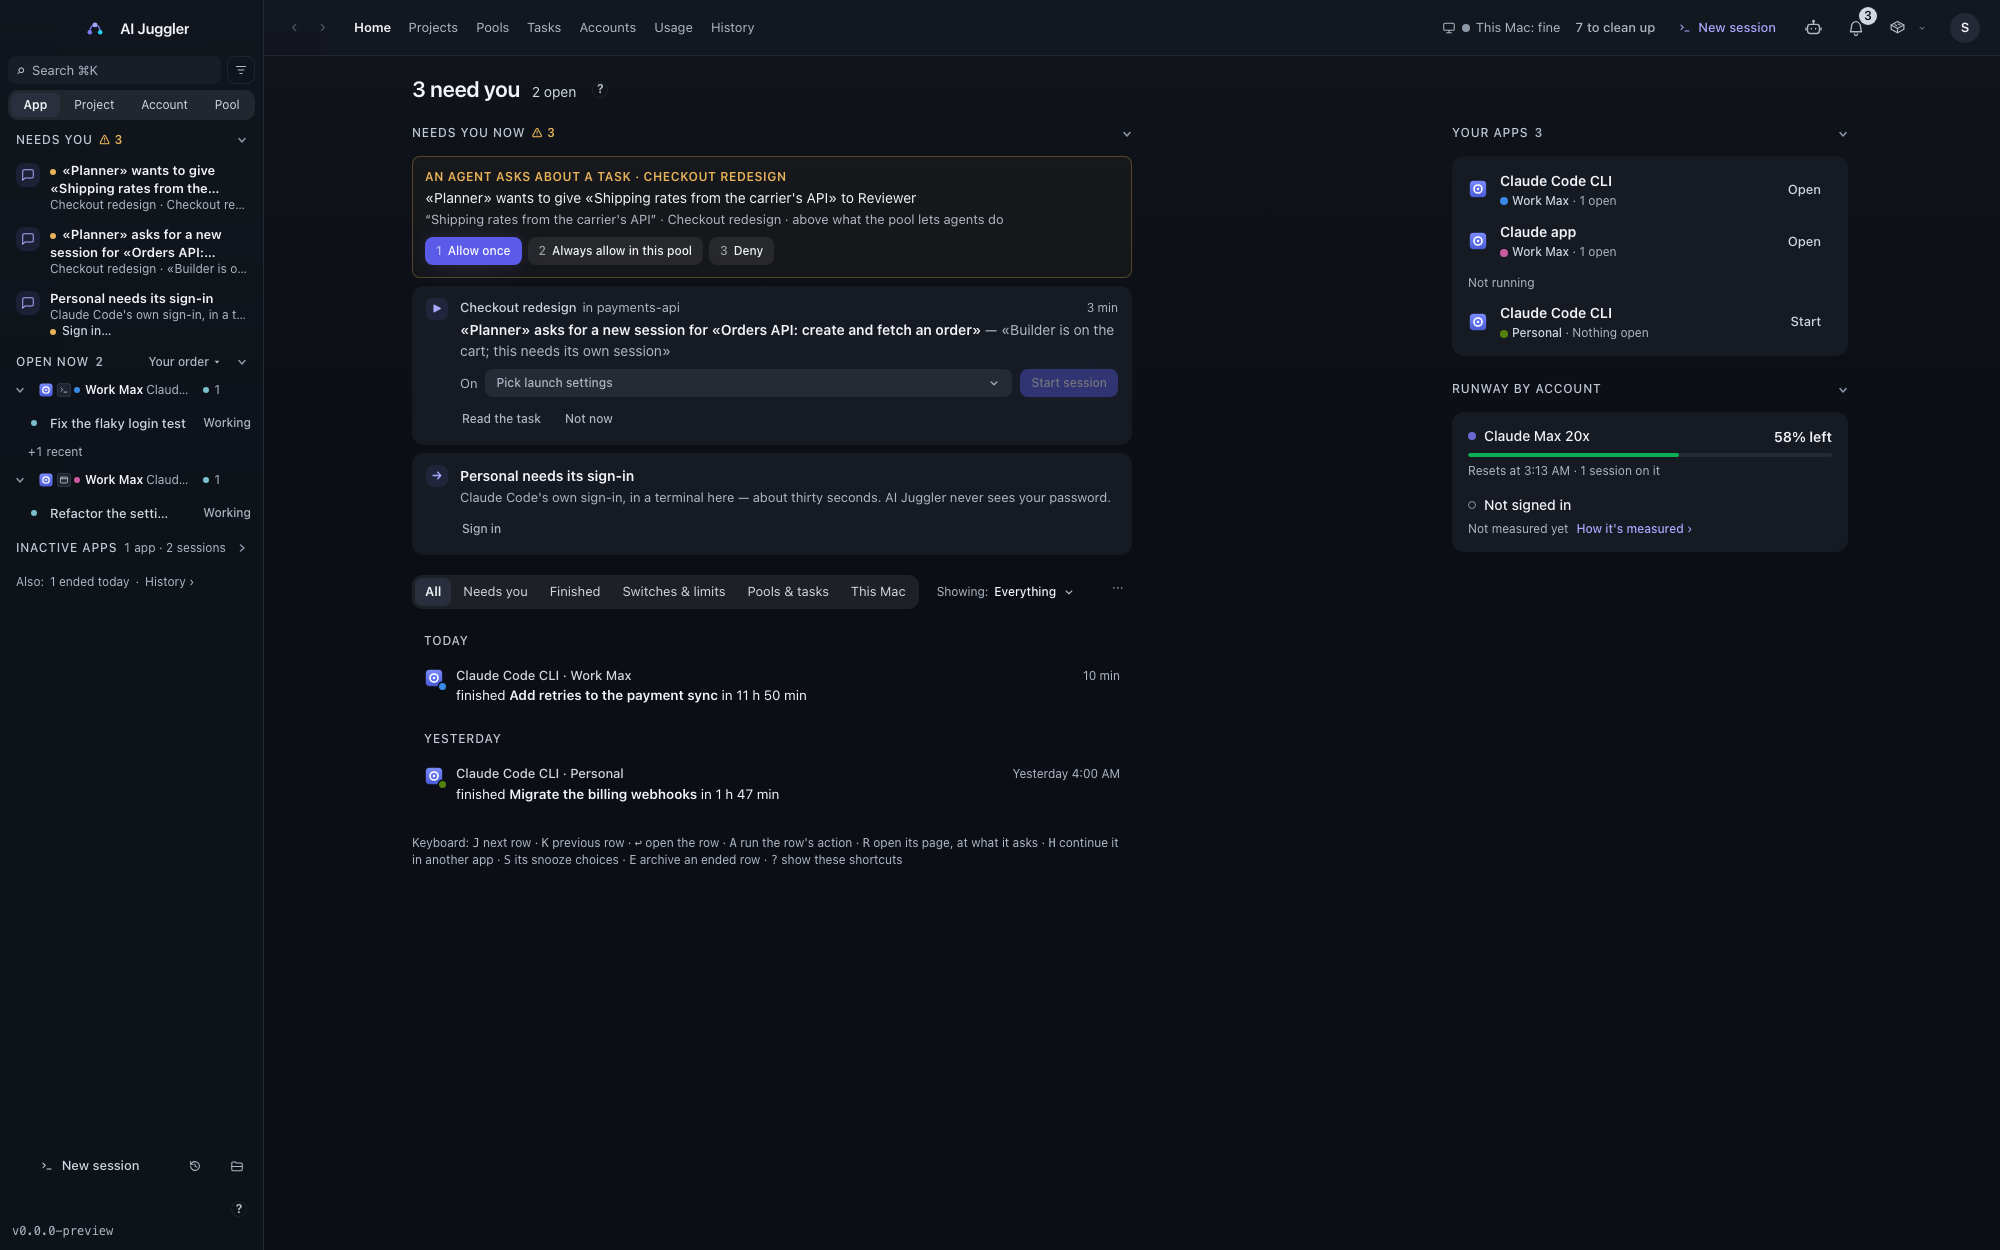 AI Juggler
Search ⌘K
App Project Account Pool
NEEDS YOU 3
«Planner» wants to give
«Shipping rates from the...
Checkout redesign · Checkout re...
«Planner» asks for a new
session for «Orders API:...
Checkout redesign · «Builder is o...
Personal needs its sign-in
Claude Code's own sign-in, in a t...
Sign in...
OPEN NOW 2 Your order
Work Max Claud... 1
Fix the flaky login test Working
+1 recent
Work Max Claud... 1
Refactor the setti... Working
INACTIVE APPS 1 app · 2 sessions
Also: 1 ended today · History ›
New session
?
v0.0.0-preview
Home Projects Pools Tasks Accounts Usage History
This Mac: fine 7 to clean up New session 3 S
3 need you 2 open ?
NEEDS YOU NOW 3
AN AGENT ASKS ABOUT A TASK · CHECKOUT REDESIGN
«Planner» wants to give «Shipping rates from the carrier's API» to Reviewer
“Shipping rates from the carrier's API” · Checkout redesign · above what the pool lets agents do
1 Allow once 2 Always allow in this pool 3 Deny
Checkout redesign in payments-api 3 min
«Planner» asks for a new session for «Orders API: create and fetch an order» — «Builder is on the
cart; this needs its own session»
On Pick launch settings Start session
Read the task Not now
Personal needs its sign-in
Claude Code's own sign-in, in a terminal here — about thirty seconds. AI Juggler never sees your password.
Sign in
All Needs you Finished Switches & limits Pools & tasks This Mac Showing: Everything ...
TODAY
Claude Code CLI · Work Max 10 min
finished Add retries to the payment sync in 11 h 50 min
YESTERDAY
Claude Code CLI · Personal Yesterday 4:00 AM
finished Migrate the billing webhooks in 1 h 47 min
Keyboard: J next row · K previous row · ↩ open the row · A run the row's action · R open its page, at what it asks · H continue it
in another app · S its snooze choices · E archive an ended row · ? show these shortcuts
YOUR APPS 3
Claude Code CLI Open
Work Max · 1 open
Claude app Open
Work Max · 1 open
Not running
Claude Code CLI Start
Personal · Nothing open
RUNWAY BY ACCOUNT
Claude Max 20x 58% left
Resets at 3:13 AM · 1 session on it
Not signed in
Not measured yet How it's measured ›